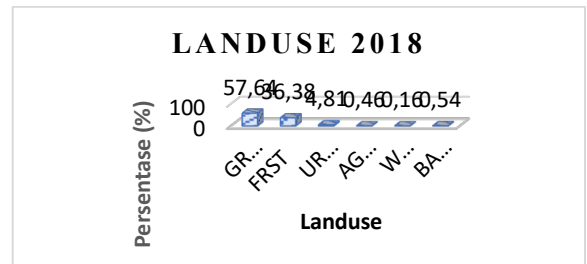 LANDUSE 2018
57,64 36,38 4,81 0,46 0,16 0,54
100
0
Persentase (%)
GR... FRST UR... AG... W... BA...
Landuse